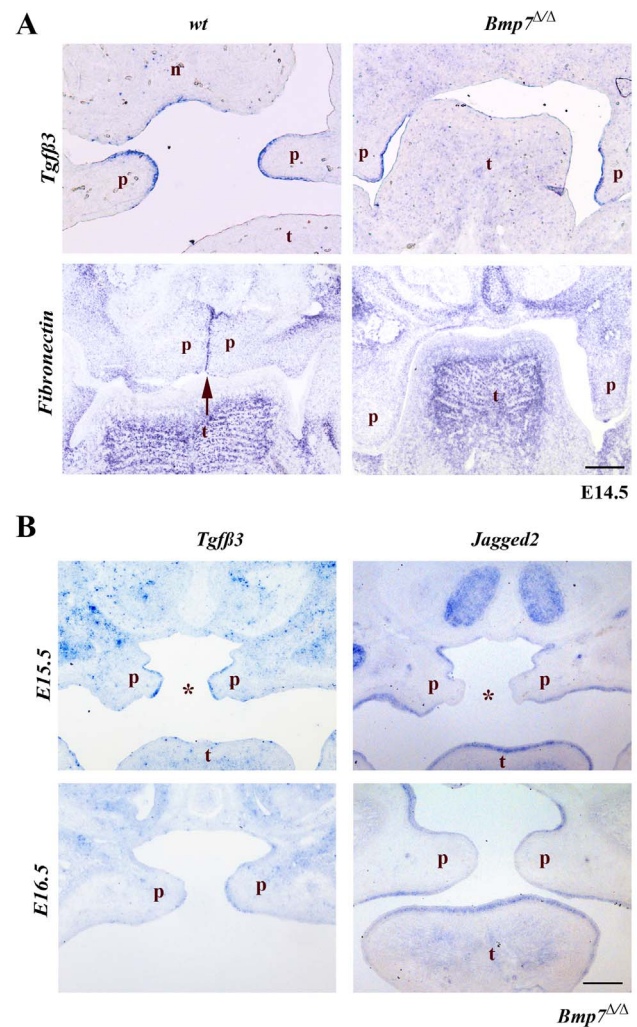 A
wt Bmp7Δ/Δ
Tgfβ3
n
p p
p t p
t
Fibronectin
p p
t
p t p
E14.5
B
Tgfβ3 Jagged2
E15.5
p * p
t
p * p
t
E16.5
p p
p p
t
Bmp7Δ/Δ